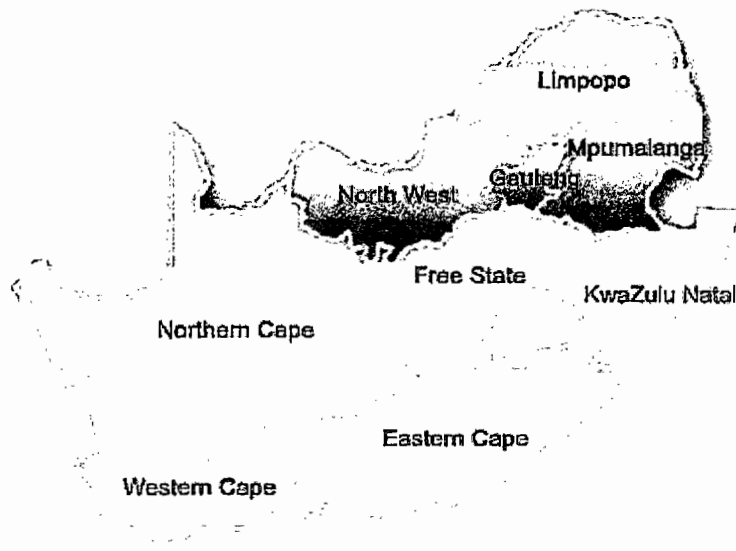 Limpopo
Mpumalanga
Gauteng
North West
Free State
KwaZulu Natal
Northern Cape
Eastern Cape
Western Cape